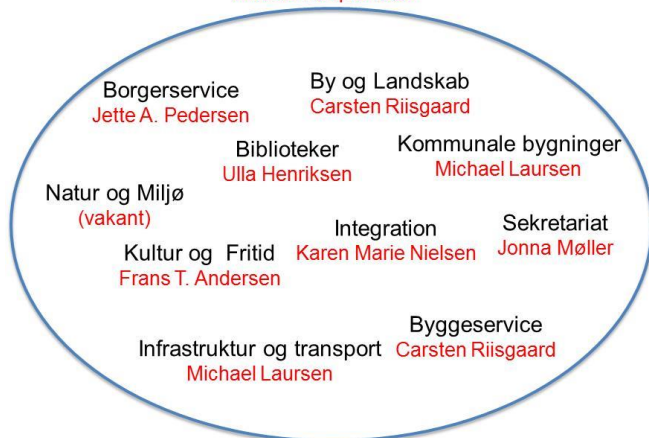 Borgerservice
Jette A. Pedersen
By og Landskab
Carsten Riisgaard
Biblioteker
Ulla Henriksen
Kommunale bygninger
Michael Laursen
Natur og Miljø
(vakant)
Kultur og Fritid
Frans T. Andersen
Integration
Karen Marie Nielsen
Sekretariat
Jonna Møller
Byggeservice
Carsten Riisgaard
Infrastruktur og transport
Michael Laursen